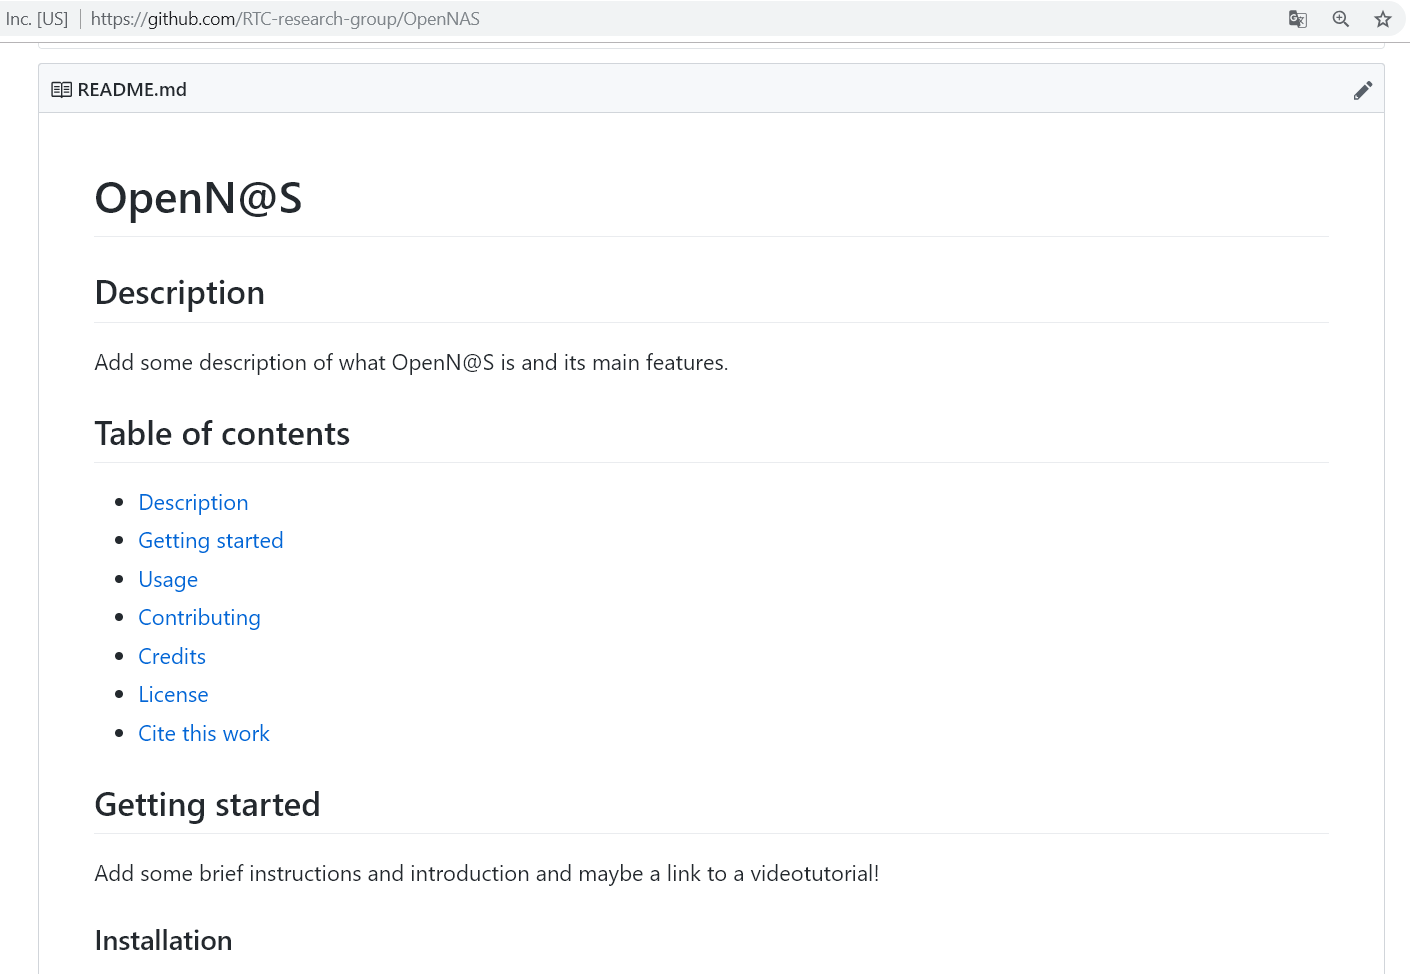 Inc. [US] https://github.com/RTC-research-group/OpenNAS
README.md
OpenN@S
Description
Add some description of what OpenN@S is and its main features.
Table of contents
Description
Getting started
Usage
Contributing
Credits
License
Cite this work
Getting started
Add some brief instructions and introduction and maybe a link to a videotutorial!
Installation